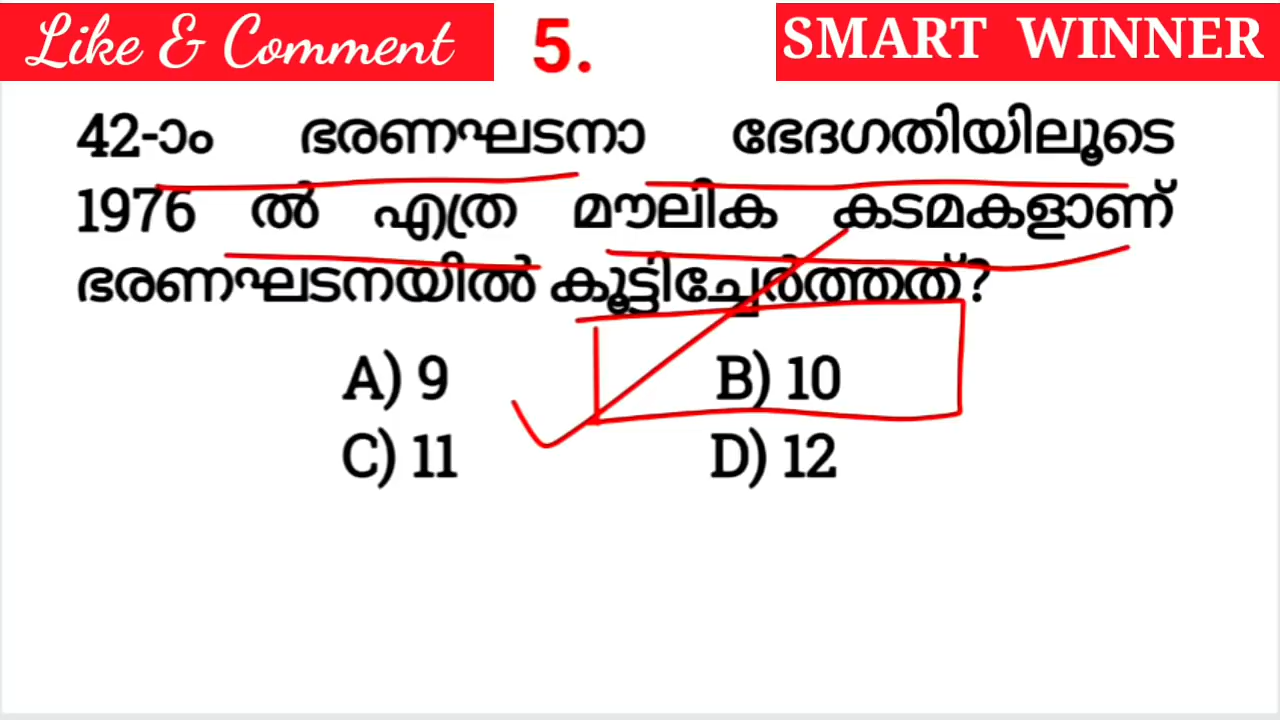 Like & Comment
5.
SMART WINNER
42-ാം ഭരണഘടനാ ഭേദഗതിയിലൂടെ
1976 ൽ എത്ര മൗലിക കടമകളാണ്
ഭരണഘടനയിൽ കൂട്ടിച്ചേർത്തത്?
A) 9 B) 10
C) 11 D) 12